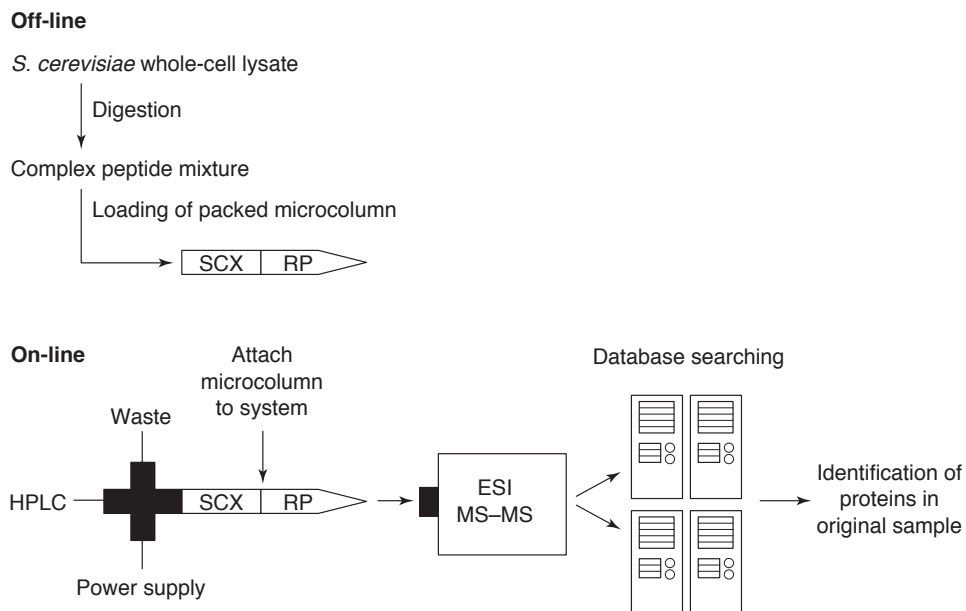 Off-line
S. cerevisiae whole-cell lysate
Digestion
Complex peptide mixture
Loading of packed microcolumn
SCX RP
On-line
Attach
microcolumn
to system
Database searching
Waste
HPLC
SCX RP
ESI
MS–MS
Identification of
proteins in
original sample
Power supply